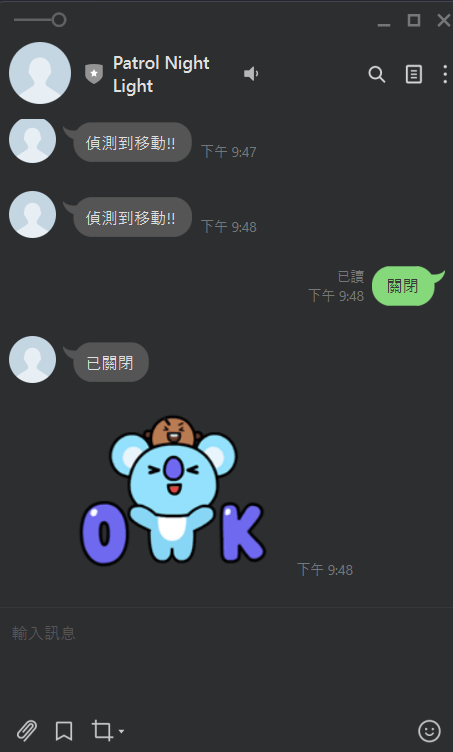 Patrol Night
Light
偵測到移動!!
下午 9:47
偵測到移動!!
下午 9:48
已讀
下午 9:48
關閉
已關閉
OK
下午 9:48
輸入訊息